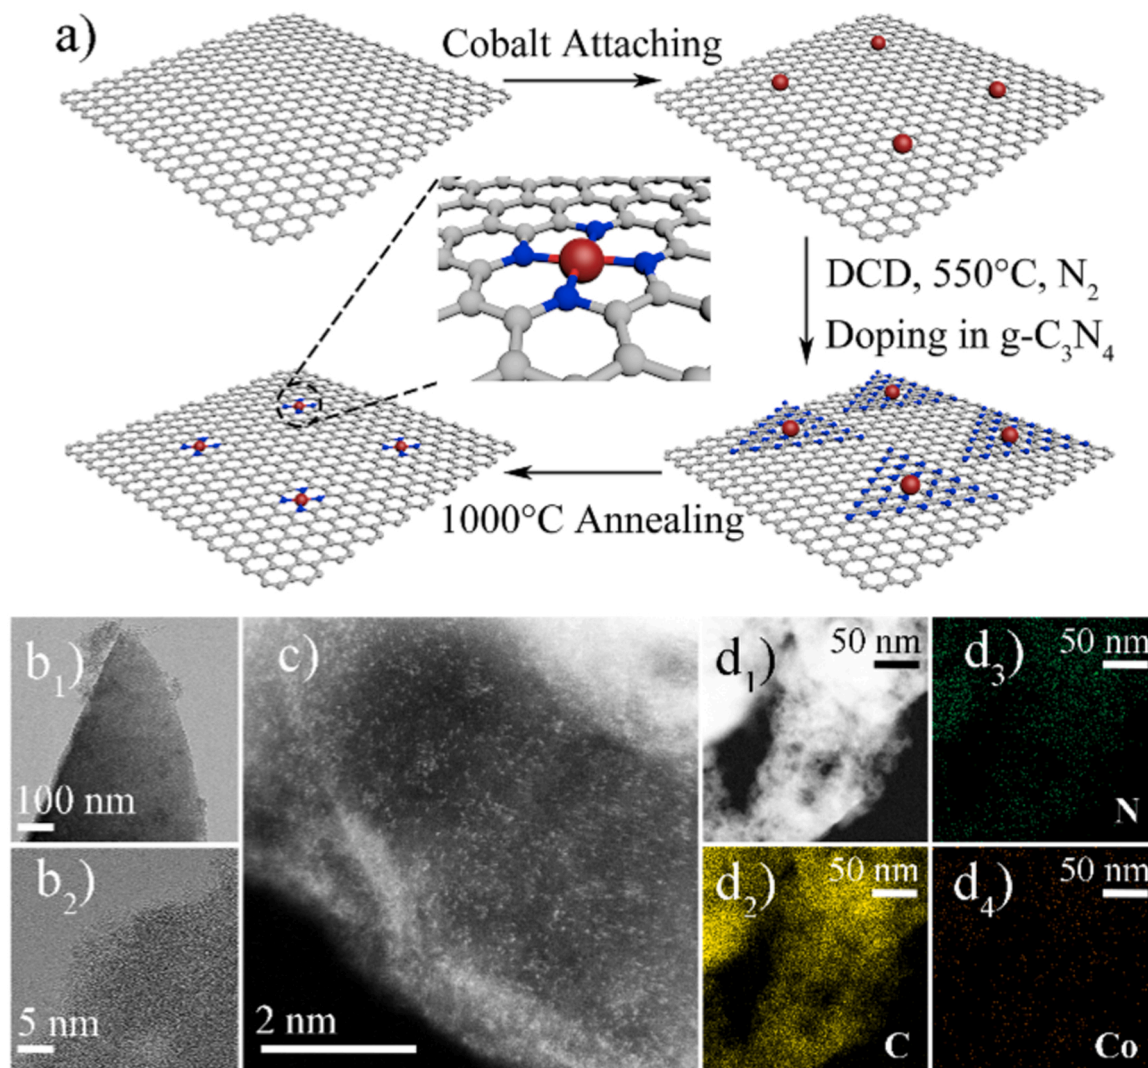 a)
Cobalt Attaching
DCD, 550°C, N₂
Doping in g-C₃N₄
1000°C Annealing
b₁)
100 nm
b₂)
5 nm
c)
2 nm
d₁)
50 nm
d₂)
50 nm
C
d₃)
50 nm
N
d₄)
50 nm
Co